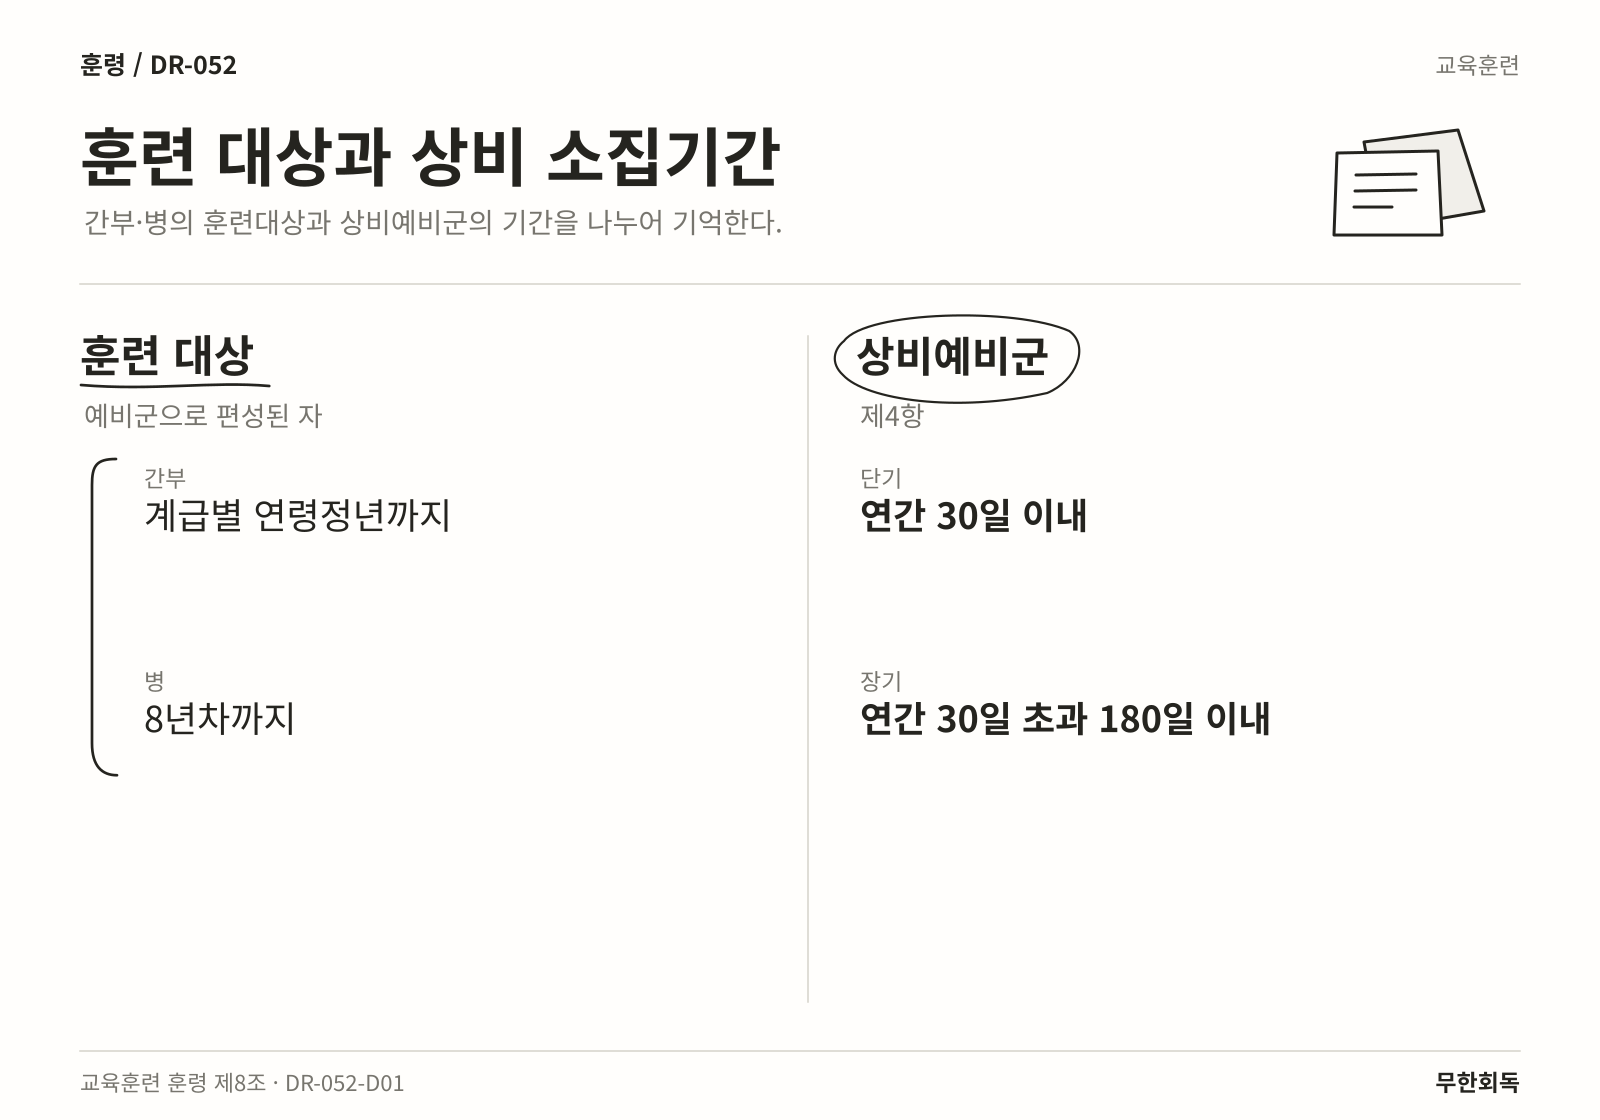 훈령 / DR-052
교육훈련
훈련 대상과 상비 소집기간
간부·병의 훈련대상과 상비예비군의 기간을 나누어 기억한다.
훈련 대상
예비군으로 편성된 자
간부
계급별 연령정년까지
병
8년차까지
상비예비군
제4항
단기
연간 30일 이내
장기
연간 30일 초과 180일 이내
교육훈련 훈령 제8조 · DR-052-D01
무한회독